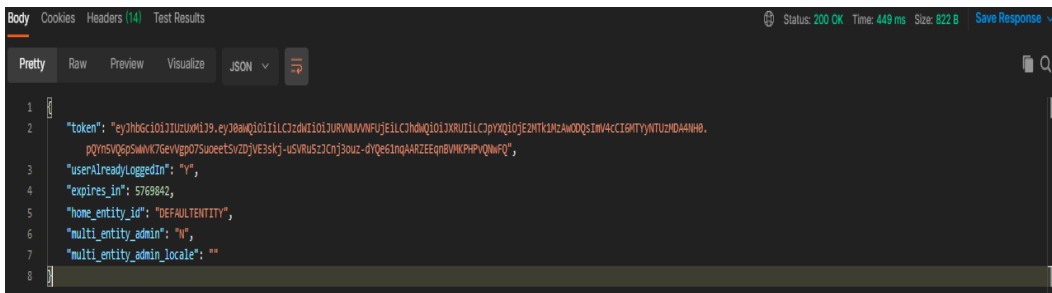 Body Cookies Headers (14) Test Results Status: 200 OK Time: 449 ms Size: 822 B Save Response
Pretty Raw Preview Visualize JSON
1 {
2 "token": "eyJhbGciOiJIUzUxMiJ9.eyJ0aWQiOiIiLCJzdWIiOiJURVNUVVNFUjEiLCJhdWQiOiJXRUIiLCJpYXQiOjE2MTk1MzAwODQsImV4cCI6MTYyNTUzMDA4NH0.
pQYn5VQ6pSwWvK7GevVgpO7SuoeetSvZDjVE3skj-uSVRu5zJCnj3ouz-dYQe61nqAARZEEqnBVMKPHPvQNwFQ",
3 "userAlreadyLoggedIn": "Y",
4 "expires_in": 5769842,
5 "home_entity_id": "DEFAULTENTITY",
6 "multi_entity_admin": "N",
7 "multi_entity_admin_locale": ""
8 }